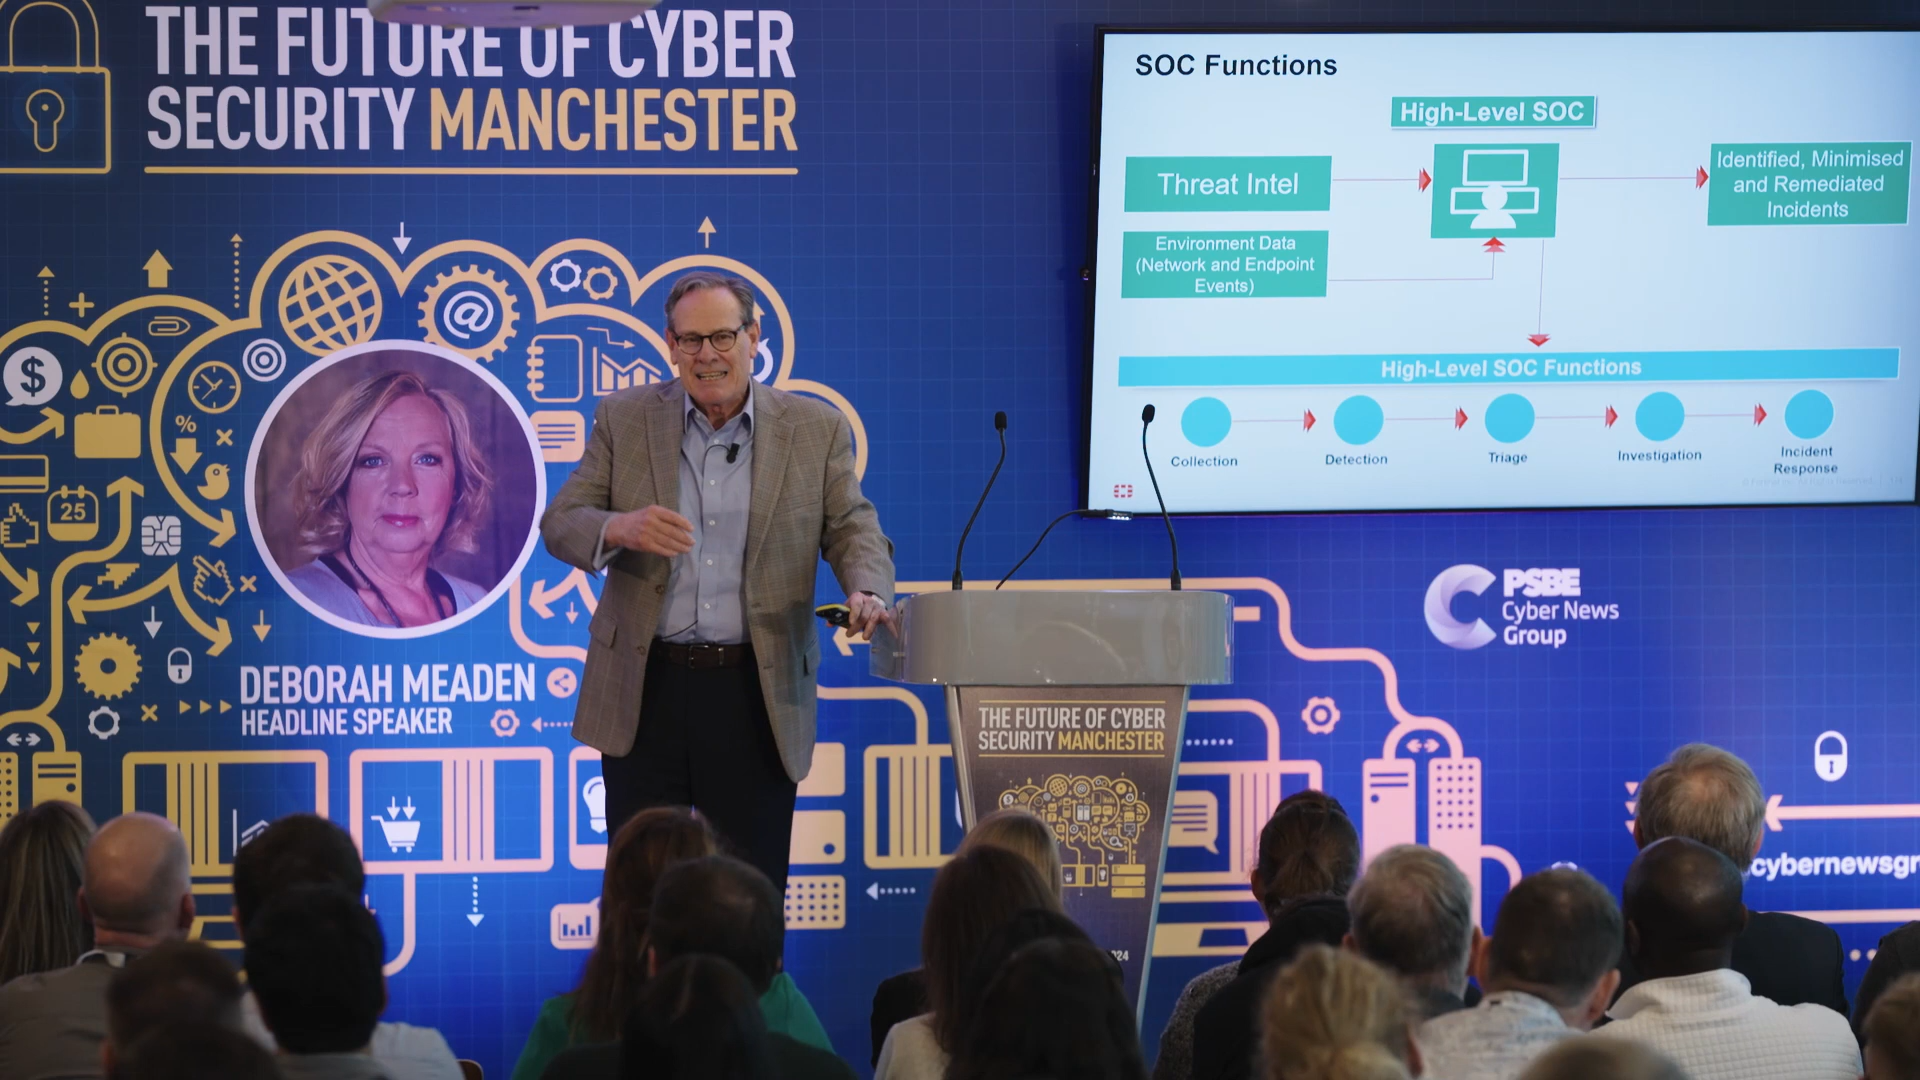 THE FUTURE OF CYBER
SECURITY MANCHESTER
$
@
%
25
DEBORAH MEADEN
HEADLINE SPEAKER
SOC Functions
High-Level SOC
Threat Intel
Environment Data
(Network and Endpoint
Events)
Identified, Minimised
and Remediated
Incidents
High-Level SOC Functions
Collection
Detection
Triage
Investigation
Incident
Response
PSBE
Cyber News
Group
THE FUTURE OF CYBER
SECURITY MANCHESTER
cybernewsgr